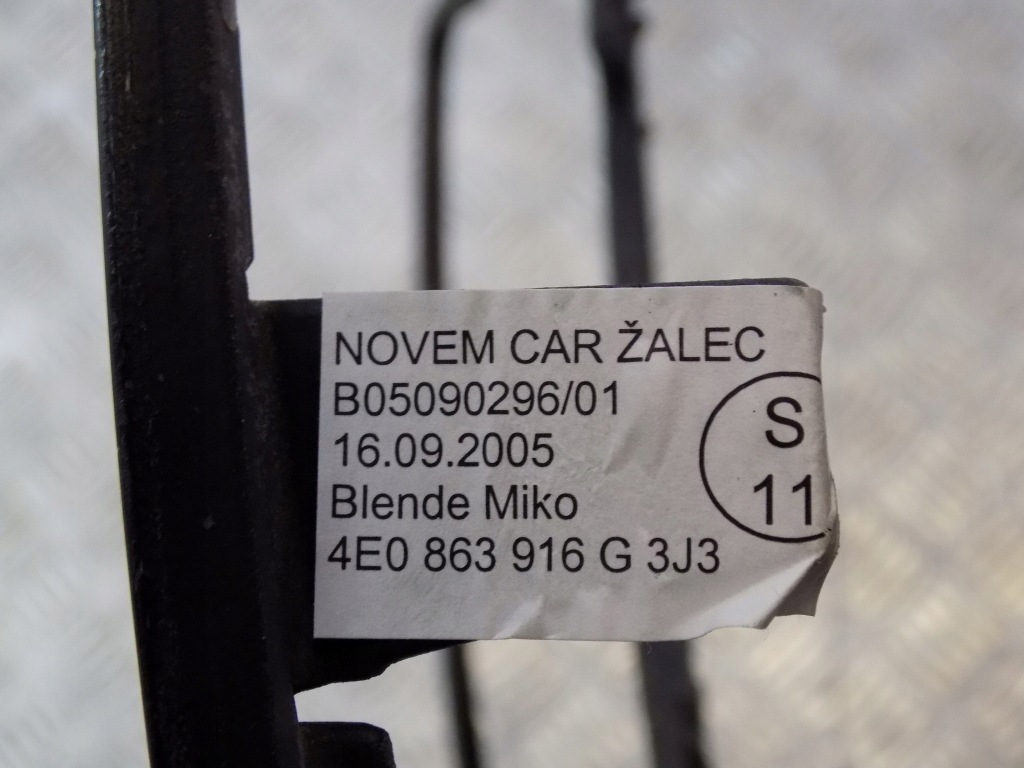 NOVEM CAR ŽALEC
B05090296/01
16.09.2005
Blende Miko
4E0 863 916 G 3J3
S
11